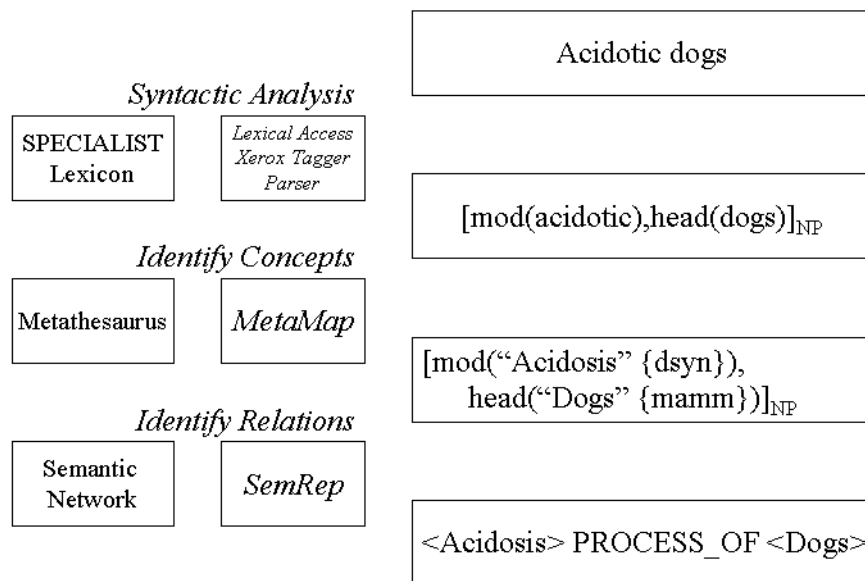 Acidotic dogs
Syntactic Analysis
SPECIALIST
Lexicon
Lexical Access
Xerox Tagger
Parser
[mod(acidotic),head(dogs)]NP
Identify Concepts
Metathesaurus
MetaMap
[mod(“Acidosis” {dsyn}),
head(“Dogs” {mamm})]NP
Identify Relations
Semantic
Network
SemRep
<Acidosis> PROCESS_OF <Dogs>